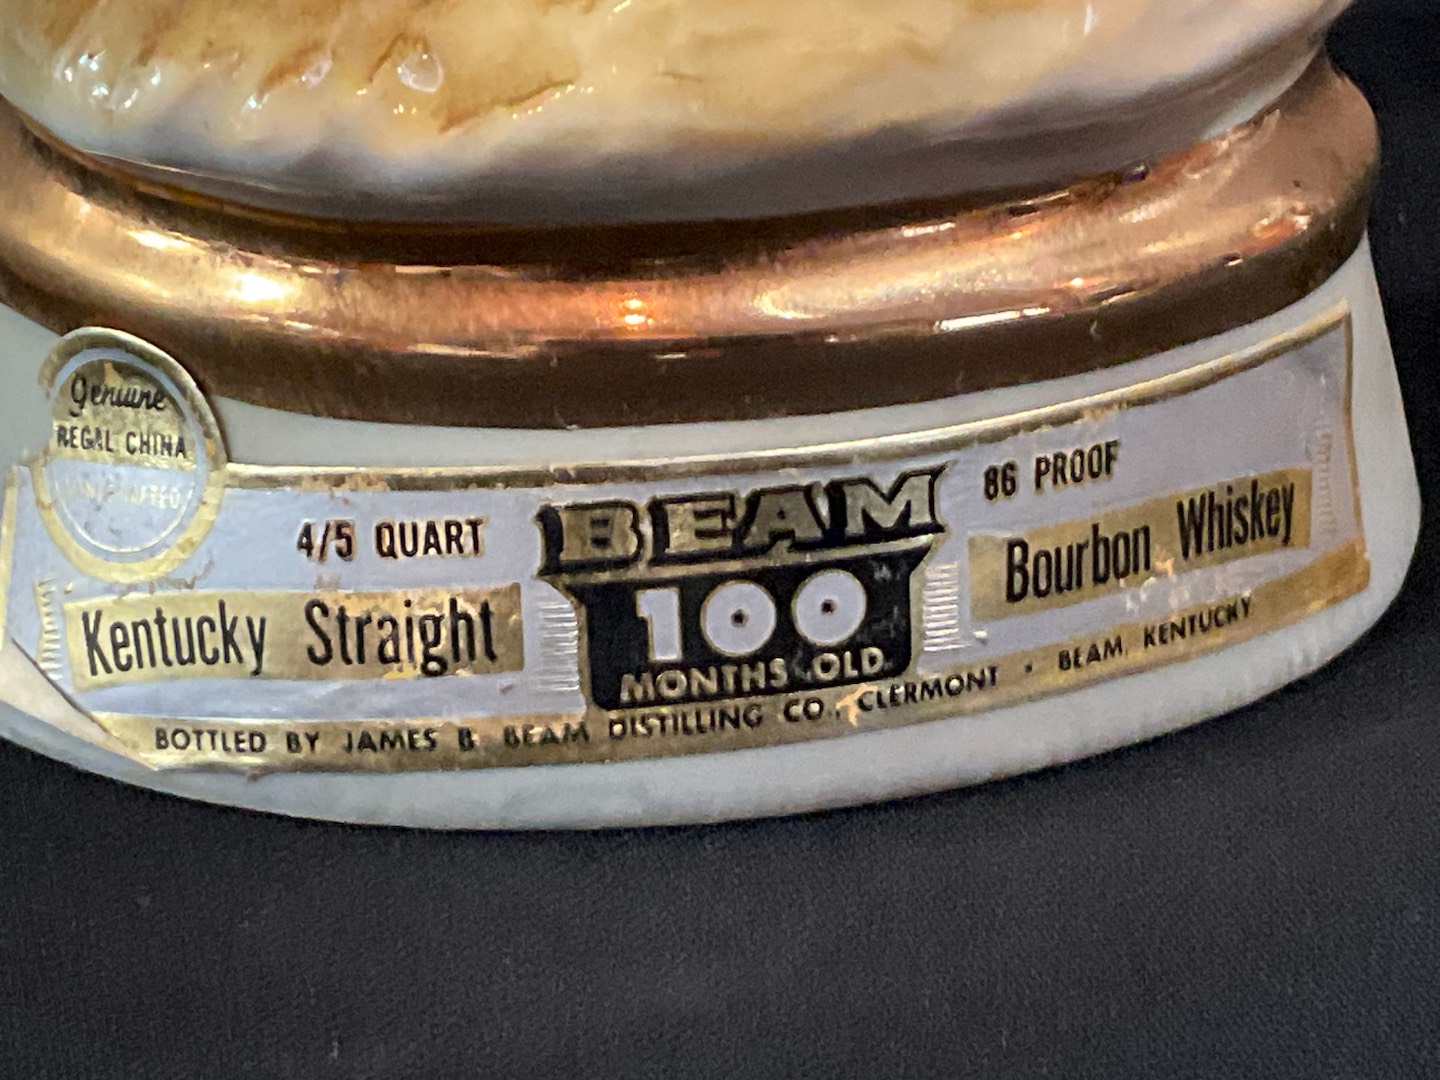 Genuine
REGAL CHINA
4/5 QUART
Kentucky Straight
BEAM
100
MONTHS OLD
86 PROOF
Bourbon Whiskey
BOTTLED BY JAMES B. BEAM DISTILLING CO., CLERMONT • BEAM, KENTUCKY